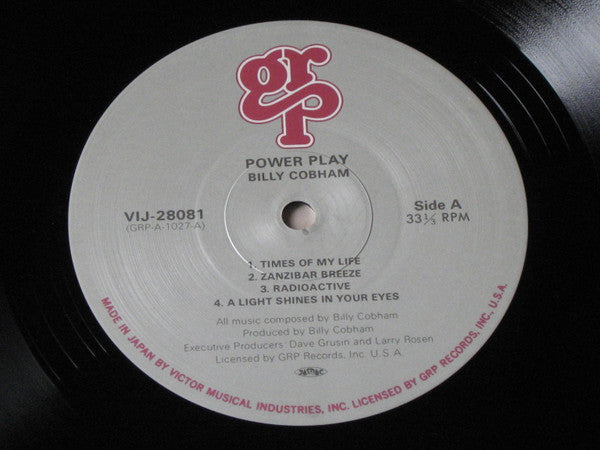 grp
POWER PLAY
BILLY COBHAM
VIJ-28081
(GRP-A-1027-A)
Side A
33⅓ RPM
1. TIMES OF MY LIFE
2. ZANZIBAR BREEZE
3. RADIOACTIVE
4. A LIGHT SHINES IN YOUR EYES
All music composed by Billy Cobham
Produced by Billy Cobham
Executive Producers: Dave Grusin and Larry Rosen
Licensed by GRP Records, Inc. U.S.A.
JASRAC
MADE IN JAPAN BY VICTOR MUSICAL INDUSTRIES, INC. LICENSED BY GRP RECORDS, INC., U.S.A.